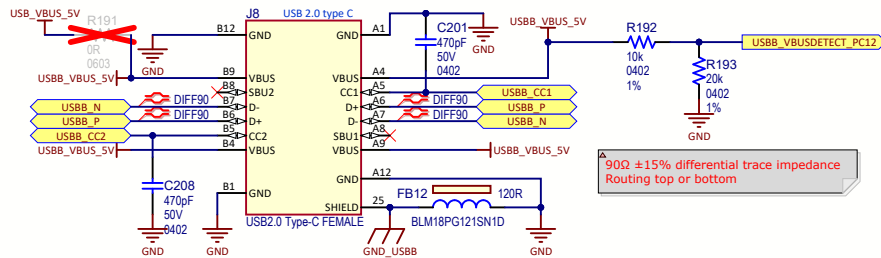 USB_VBUS_5V
R191
0R
0603
J8
USB 2.0 type C
B12
GND
GND
A1
GND
C201
470pF
50V
0402
GND
USB_VBUS_5V
R192
10k
0402
1%
USBB_VBUSDETECT_PC12
R193
20k
0402
1%
GND
USBB_VBUS_5V
B9
VBUS
VBUS
A4
B8
SBU2
CC1
A5
USBB_CC1
USBB_N
DIFF90
B7
D-
D+
A6
DIFF90
USBB_P
USBB_P
DIFF90
B6
D+
D-
A7
DIFF90
USBB_N
USBB_CC2
B5
CC2
SBU1
A8
USBB_VBUS_5V
B4
VBUS
VBUS
A9
USBB_VBUS_5V
90Ω ±15% differential trace impedance
Routing top or bottom
C208
470pF
50V
0402
GND
B1
GND
GND
GND
A12
SHIELD
25
FB12
120R
BLM18PG121SN1D
GND_USBB
GND
USB2.0 Type-C FEMALE